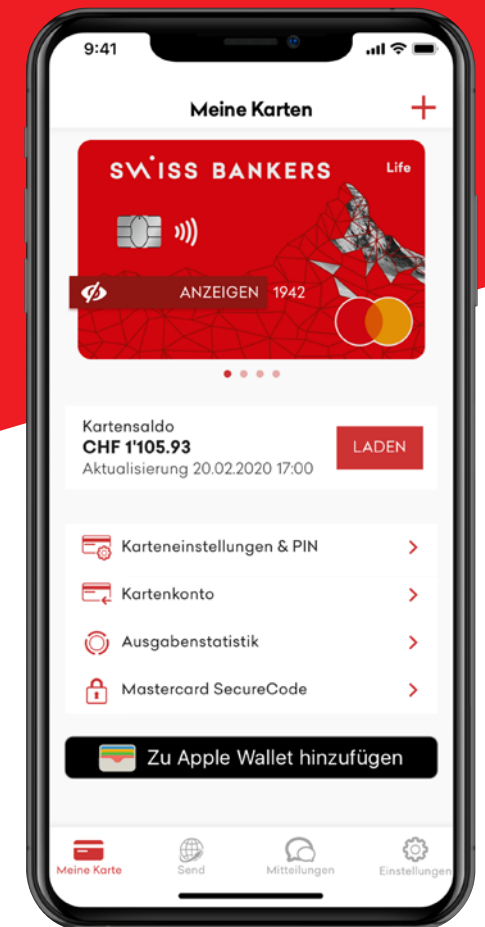 9:41
Meine Karten
SWISS BANKERS
Life
ANZEIGEN 1942
Kartensaldo
CHF 1'105.93
LADEN
Aktualisierung 20.02.2020 17:00
Karteneinstellungen & PIN
Kartenkonto
Ausgabenstatistik
Mastercard SecureCode
Zu Apple Wallet hinzufügen
Meine Karte
Send
Mitteilungen
Einstellungen